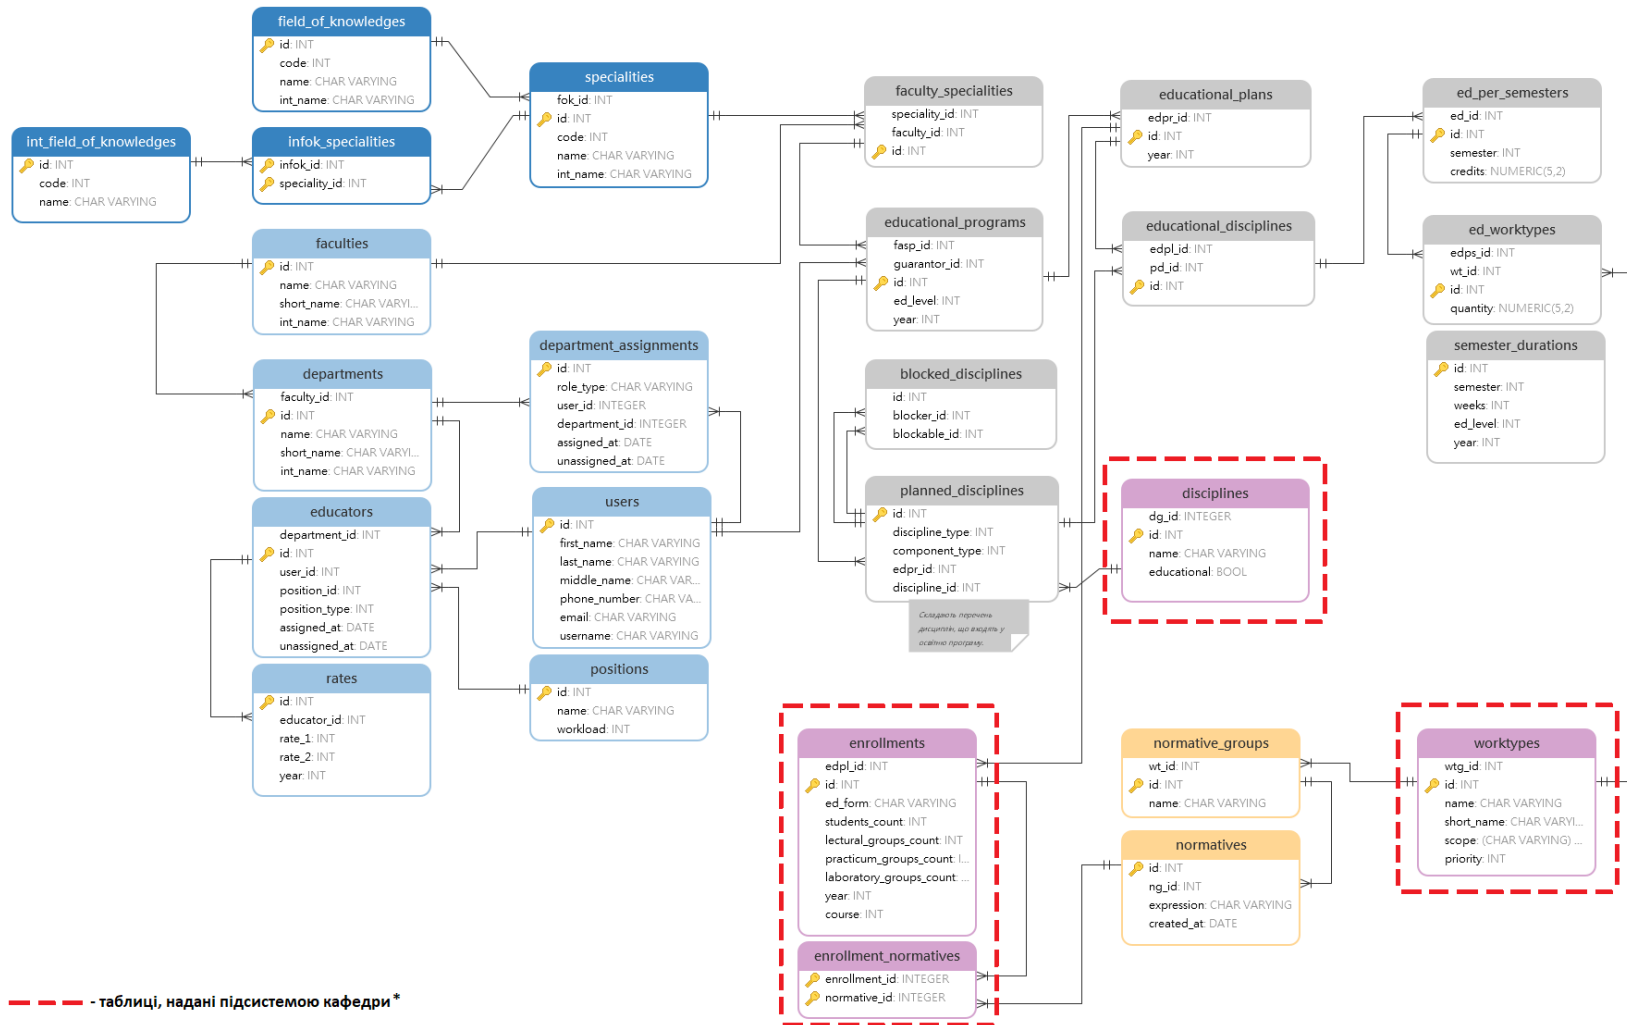 field_of_knowledges
id: INT
code: INT
name: CHAR VARYING
int_name: CHAR VARYING
int_field_of_knowledges
id: INT
code: INT
name: CHAR VARYING
infok_specialities
infok_id: INT
speciality_id: INT
specialities
fok_id: INT
id: INT
code: INT
name: CHAR VARYING
int_name: CHAR VARYING
faculties
id: INT
name: CHAR VARYING
short_name: CHAR VARYI...
int_name: CHAR VARYING
departments
faculty_id: INT
id: INT
name: CHAR VARYING
short_name: CHAR VARYI...
int_name: CHAR VARYING
department_assignments
id: INT
role_type: CHAR VARYING
user_id: INTEGER
department_id: INTEGER
assigned_at: DATE
unassigned_at: DATE
educators
department_id: INT
id: INT
user_id: INT
position_id: INT
position_type: INT
assigned_at: DATE
unassigned_at: DATE
users
id: INT
first_name: CHAR VARYING
last_name: CHAR VARYING
middle_name: CHAR VAR...
phone_number: CHAR VA...
email: CHAR VARYING
username: CHAR VARYING
rates
id: INT
educator_id: INT
rate_1: INT
rate_2: INT
year: INT
positions
id: INT
name: CHAR VARYING
workload: INT
faculty_specialities
speciality_id: INT
faculty_id: INT
id: INT
educational_programs
fasp_id: INT
guarantor_id: INT
id: INT
ed_level: INT
year: INT
blocked_disciplines
id: INT
blocker_id: INT
blockable_id: INT
planned_disciplines
id: INT
discipline_type: INT
component_type: INT
edpr_id: INT
discipline_id: INT
Складають перечень
дисциплін, що входять у
освітню програму.
educational_plans
edpr_id: INT
id: INT
year: INT
educational_disciplines
edpl_id: INT
pd_id: INT
id: INT
ed_per_semesters
ed_id: INT
id: INT
semester: INT
credits: NUMERIC(5,2)
ed_worktypes
edps_id: INT
wt_id: INT
id: INT
quantity: NUMERIC(5,2)
semester_durations
id: INT
semester: INT
weeks: INT
ed_level: INT
year: INT
disciplines
dg_id: INTEGER
id: INT
name: CHAR VARYING
educational: BOOL
enrollments
edpl_id: INT
id: INT
ed_form: CHAR VARYING
students_count: INT
lectural_groups_count: INT
practicum_groups_count: I...
laboratory_groups_count: ...
year: INT
course: INT
enrollment_normatives
enrollment_id: INTEGER
normative_id: INTEGER
normative_groups
wt_id: INT
id: INT
name: CHAR VARYING
normatives
id: INT
ng_id: INT
expression: CHAR VARYING
created_at: DATE
worktypes
wtg_id: INT
id: INT
name: CHAR VARYING
short_name: CHAR VARYI...
scope: (CHAR VARYING) ...
priority: INT
- таблиці, надані підсистемою кафедри*